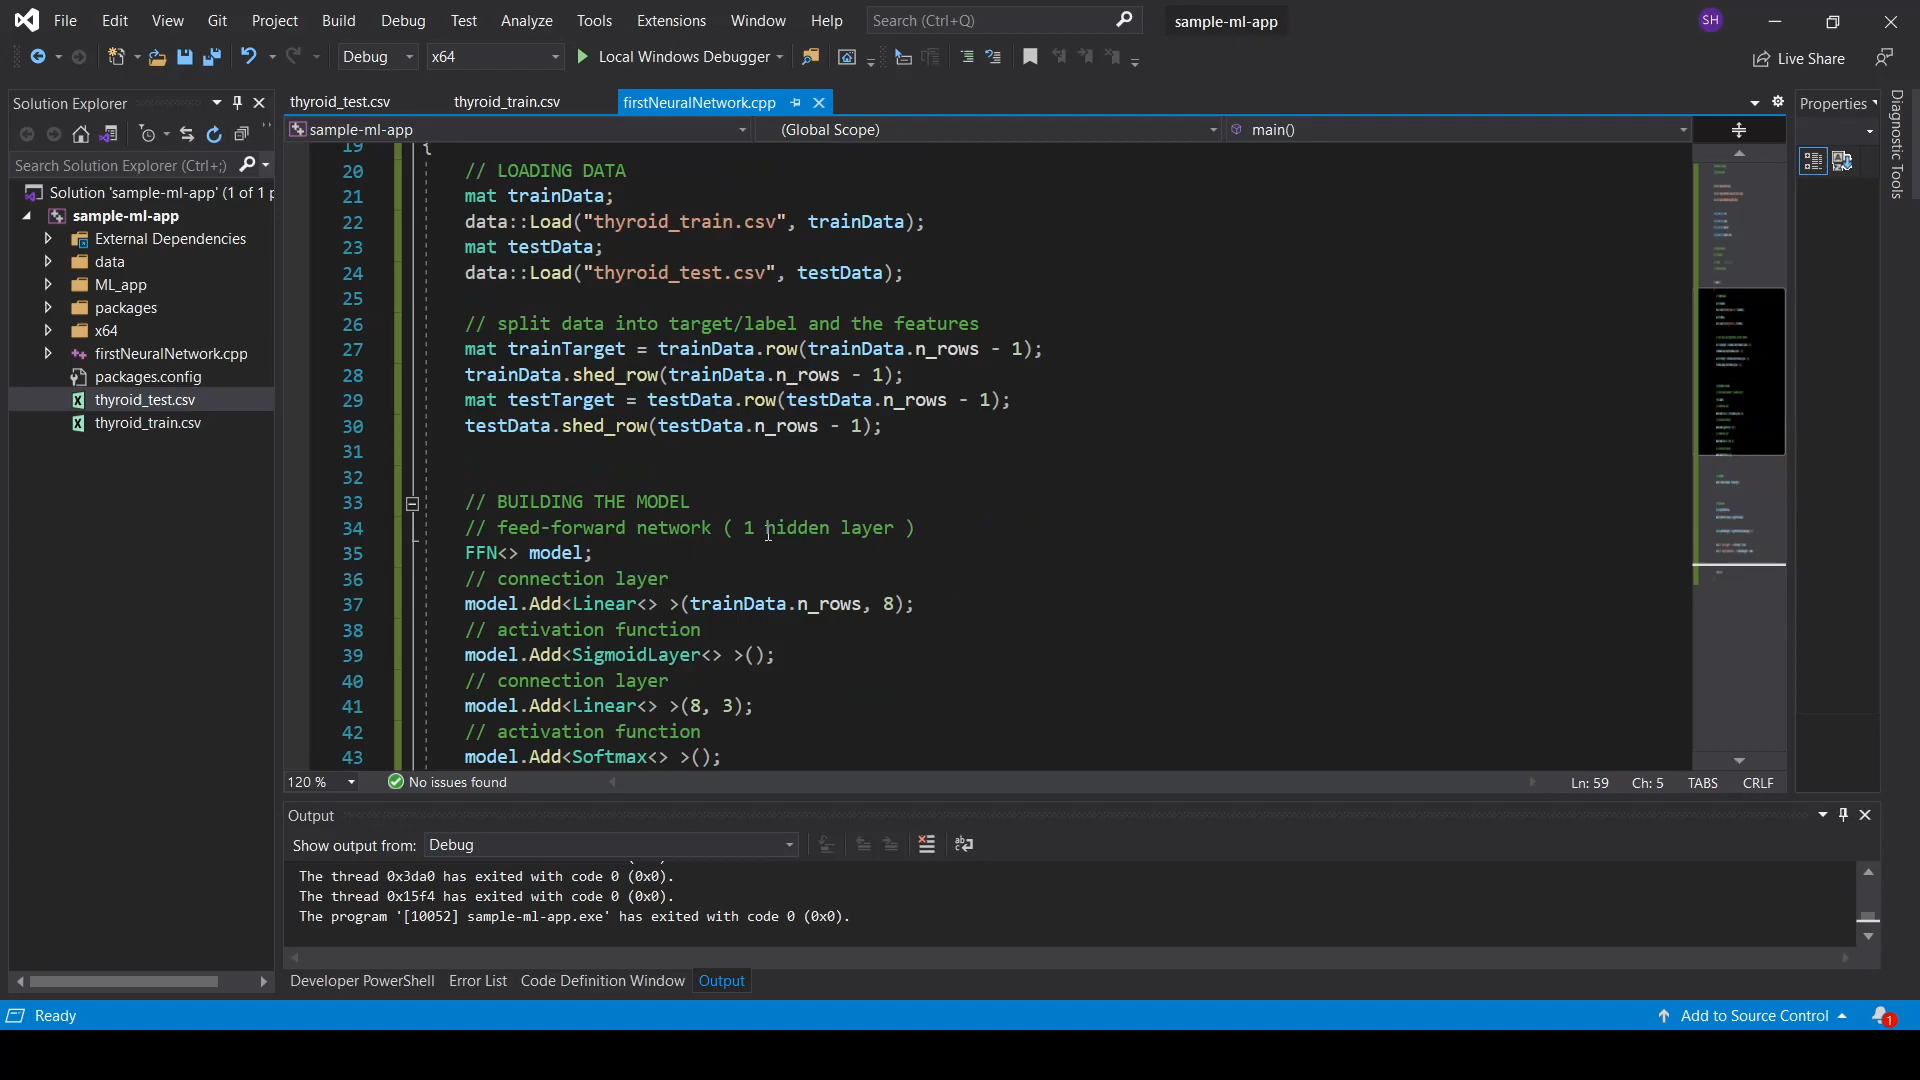 File Edit View Git Project Build Debug Test Analyze Tools Extensions Window Help Search (Ctrl+Q) sample-ml-app SH
Debug x64 Local Windows Debugger Live Share
Solution Explorer
Search Solution Explorer (Ctrl+;)
Solution 'sample-ml-app' (1 of 1 p
sample-ml-app
External Dependencies
data
ML_app
packages
x64
firstNeuralNetwork.cpp
packages.config
thyroid_test.csv
thyroid_train.csv
thyroid_test.csv thyroid_train.csv firstNeuralNetwork.cpp
sample-ml-app (Global Scope) main()
19 {
20 // LOADING DATA
21 mat trainData;
22 data::Load("thyroid_train.csv", trainData);
23 mat testData;
24 data::Load("thyroid_test.csv", testData);
25
26 // split data into target/label and the features
27 mat trainTarget = trainData.row(trainData.n_rows - 1);
28 trainData.shed_row(trainData.n_rows - 1);
29 mat testTarget = testData.row(testData.n_rows - 1);
30 testData.shed_row(testData.n_rows - 1);
31
32
33 // BUILDING THE MODEL
34 // feed-forward network ( 1 hidden layer )
35 FFN<> model;
36 // connection layer
37 model.Add<Linear<> >(trainData.n_rows, 8);
38 // activation function
39 model.Add<SigmoidLayer<> >();
40 // connection layer
41 model.Add<Linear<> >(8, 3);
42 // activation function
43 model.Add<Softmax<> >();
120 % No issues found Ln: 59 Ch: 5 TABS CRLF
Output
Show output from: Debug
The thread 0x3da0 has exited with code 0 (0x0).
The thread 0x15f4 has exited with code 0 (0x0).
The program '[10052] sample-ml-app.exe' has exited with code 0 (0x0).
Developer PowerShell Error List Code Definition Window Output
Properties
Diagnostic Tools
Ready Add to Source Control 1